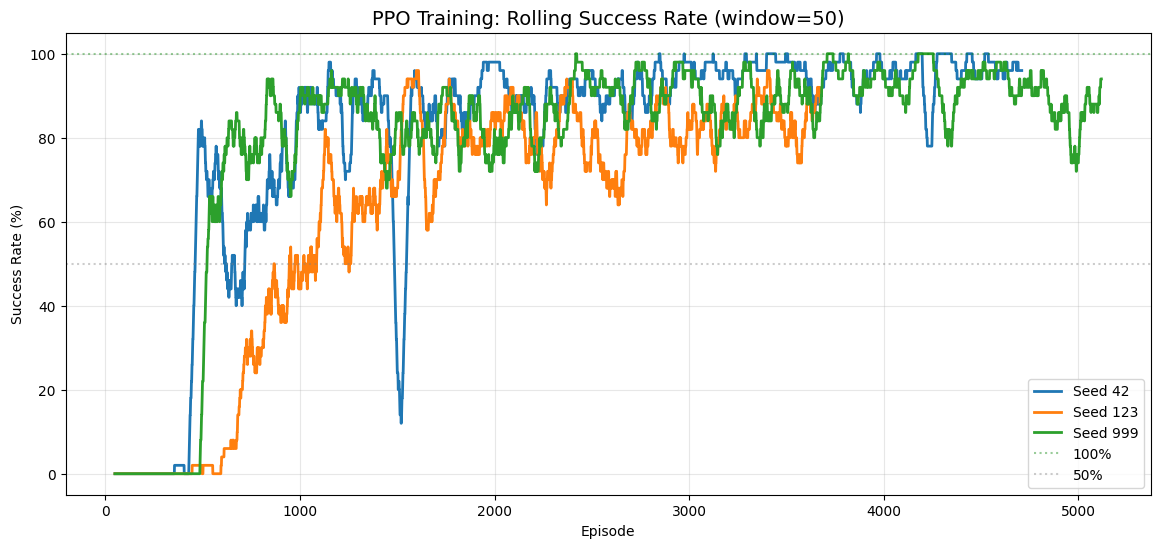 PPO Training: Rolling Success Rate (window=50)
Success Rate (%)
100
80
60
40
20
0
0 1000 2000 3000 4000 5000
Episode
Seed 42
Seed 123
Seed 999
100%
50%